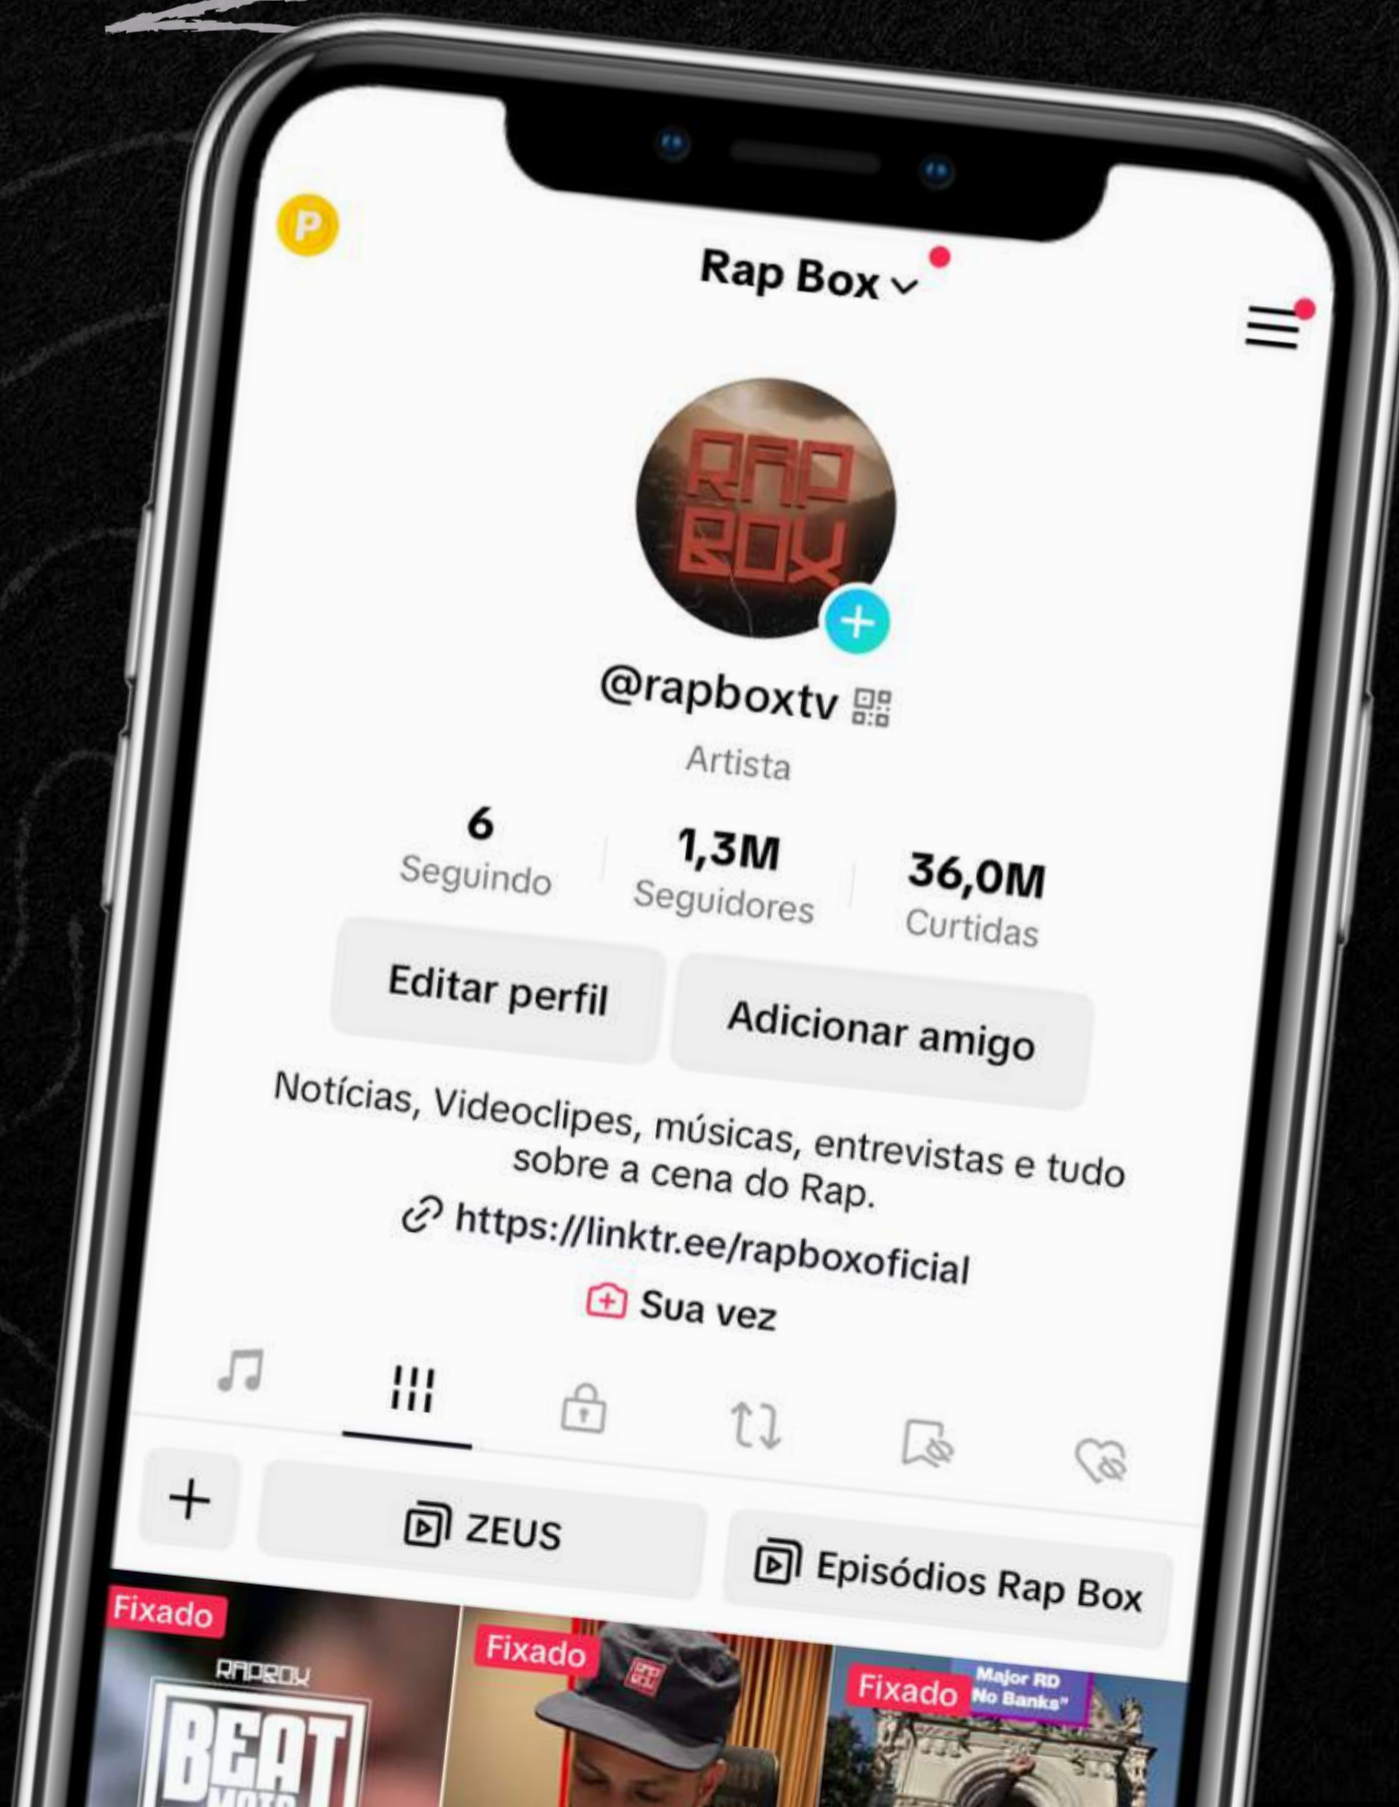 P
Rap Box
RAP
BOX
@rapboxtv
Artista
6
Seguindo
1,3M
Seguidores
36,0M
Curtidas
Editar perfil
Adicionar amigo
Notícias, Videoclipes, músicas, entrevistas e tudo
sobre a cena do Rap.
https://linktr.ee/rapboxoficial
Sua vez
ZEUS
Episódios Rap Box
Fixado
RAPBOX
BEAT
Fixado
RAP
BOX
Fixado
Major RD
No Banks"